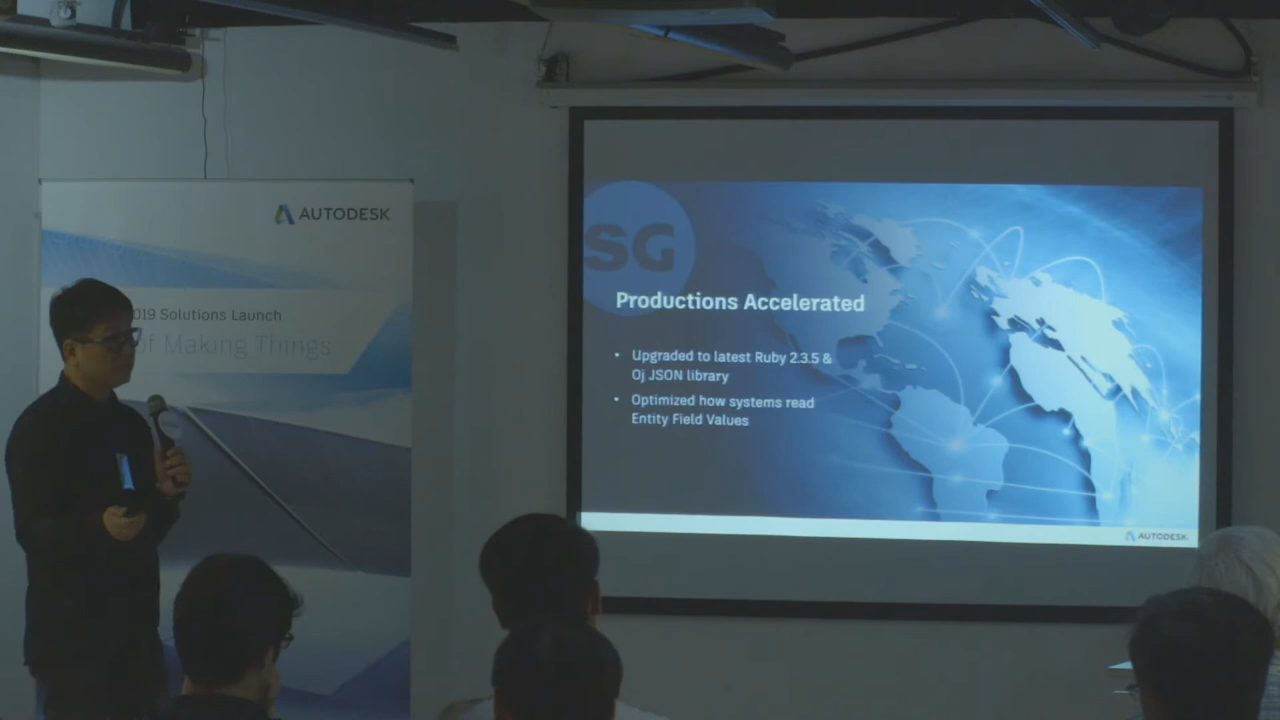 AUTODESK
019 Solutions Launch
of Making Things
SG
Productions Accelerated
• Upgraded to latest Ruby 2.3.5 &
Oj JSON library
• Optimized how systems read
Entity Field Values
AUTODESK